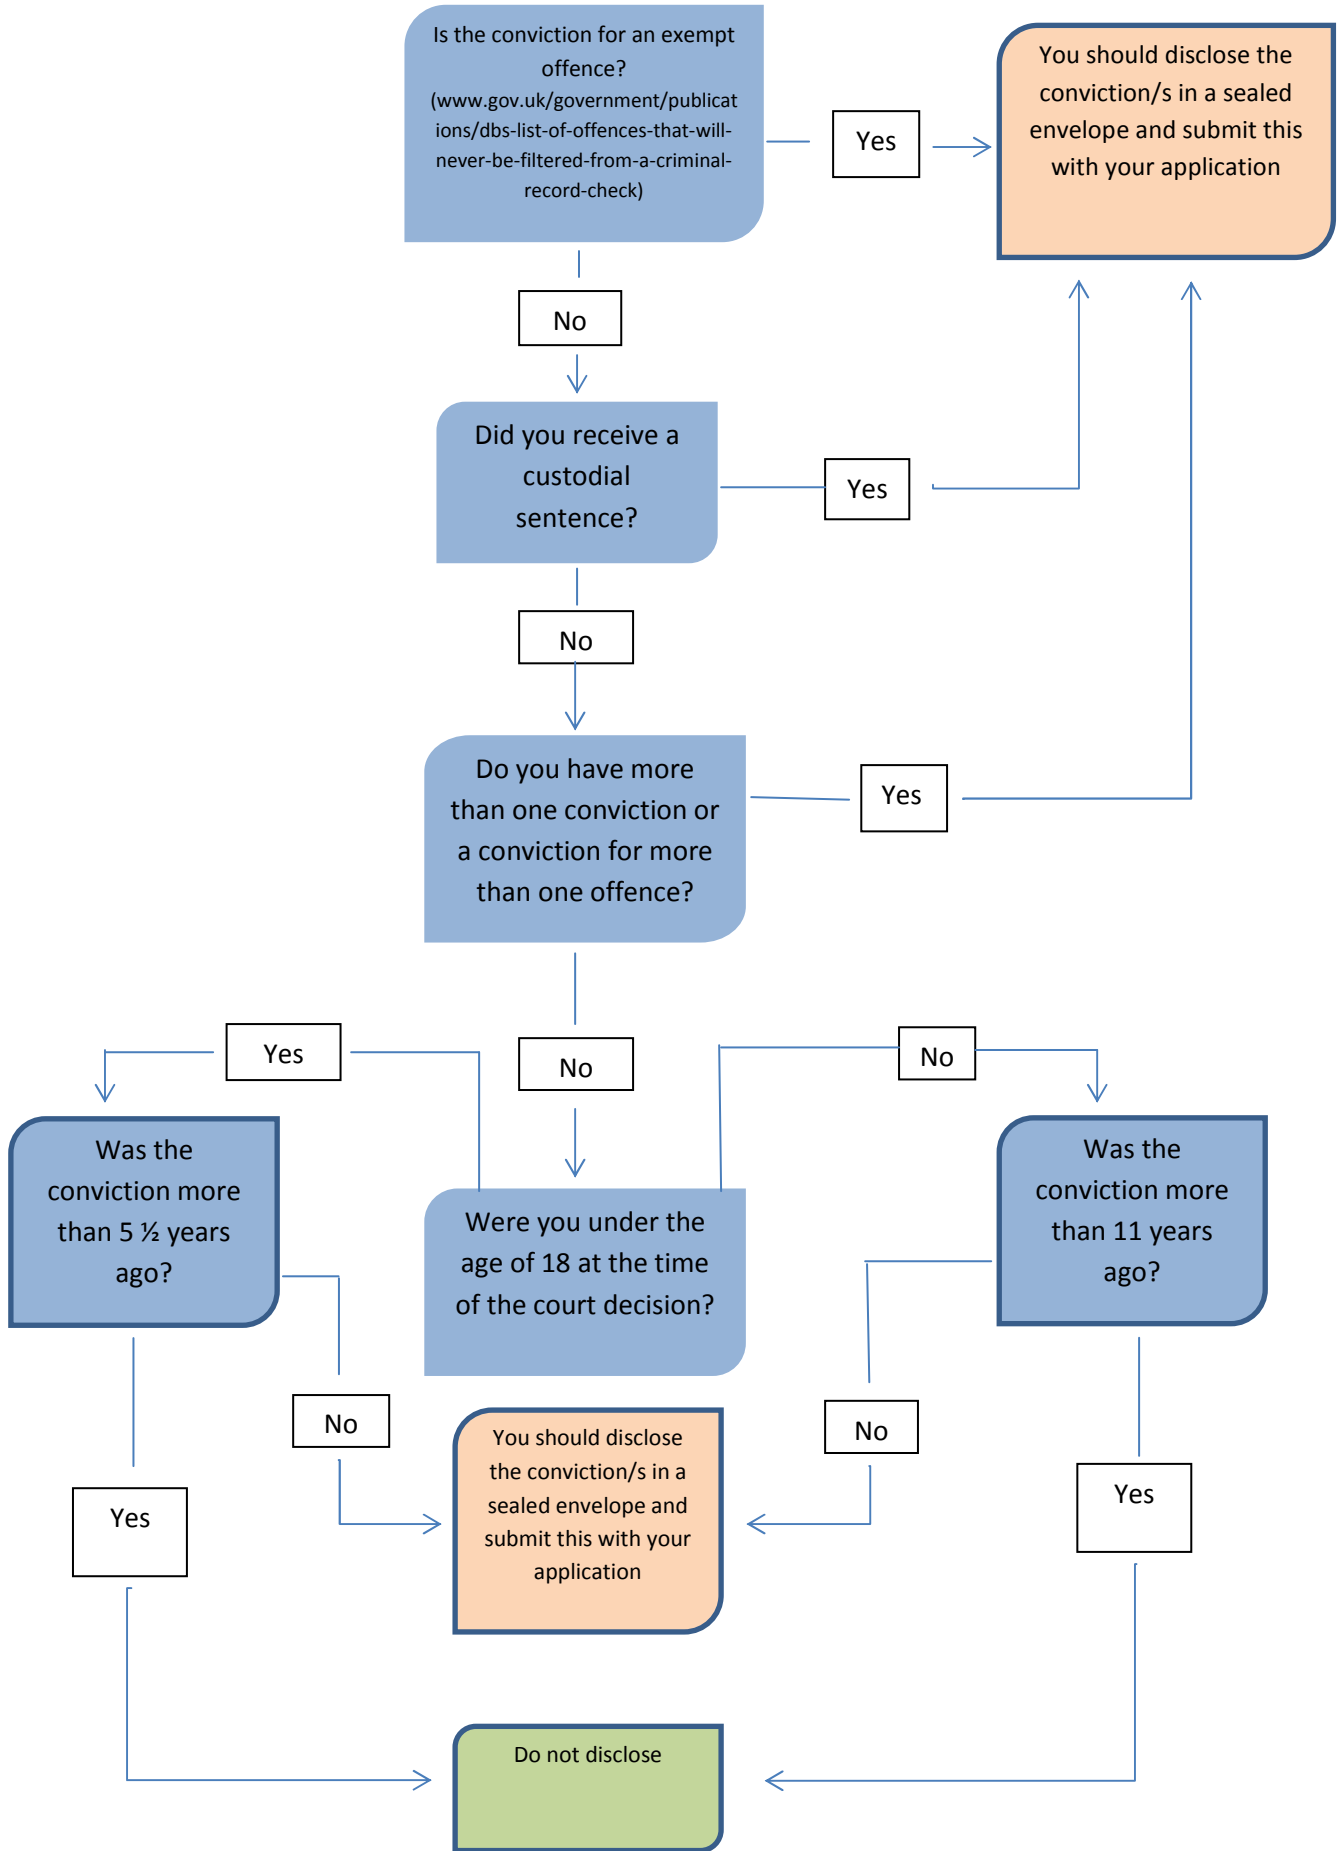 Is the conviction for an exempt
offence?
(www.gov.uk/government/publicat
ions/dbs-list-of-offences-that-will-
never-be-filtered-from-a-criminal-
record-check)
Yes
You should disclose the
conviction/s in a sealed
envelope and submit this
with your application
No
Did you receive a
custodial
sentence?
Yes
No
Do you have more
than one conviction or
a conviction for more
than one offence?
Yes
Yes
No
No
Was the
conviction more
than 5 ½ years
ago?
Were you under the
age of 18 at the time
of the court decision?
Was the
conviction more
than 11 years
ago?
No
You should disclose
the conviction/s in a
sealed envelope and
submit this with your
application
No
Yes
Yes
Do not disclose